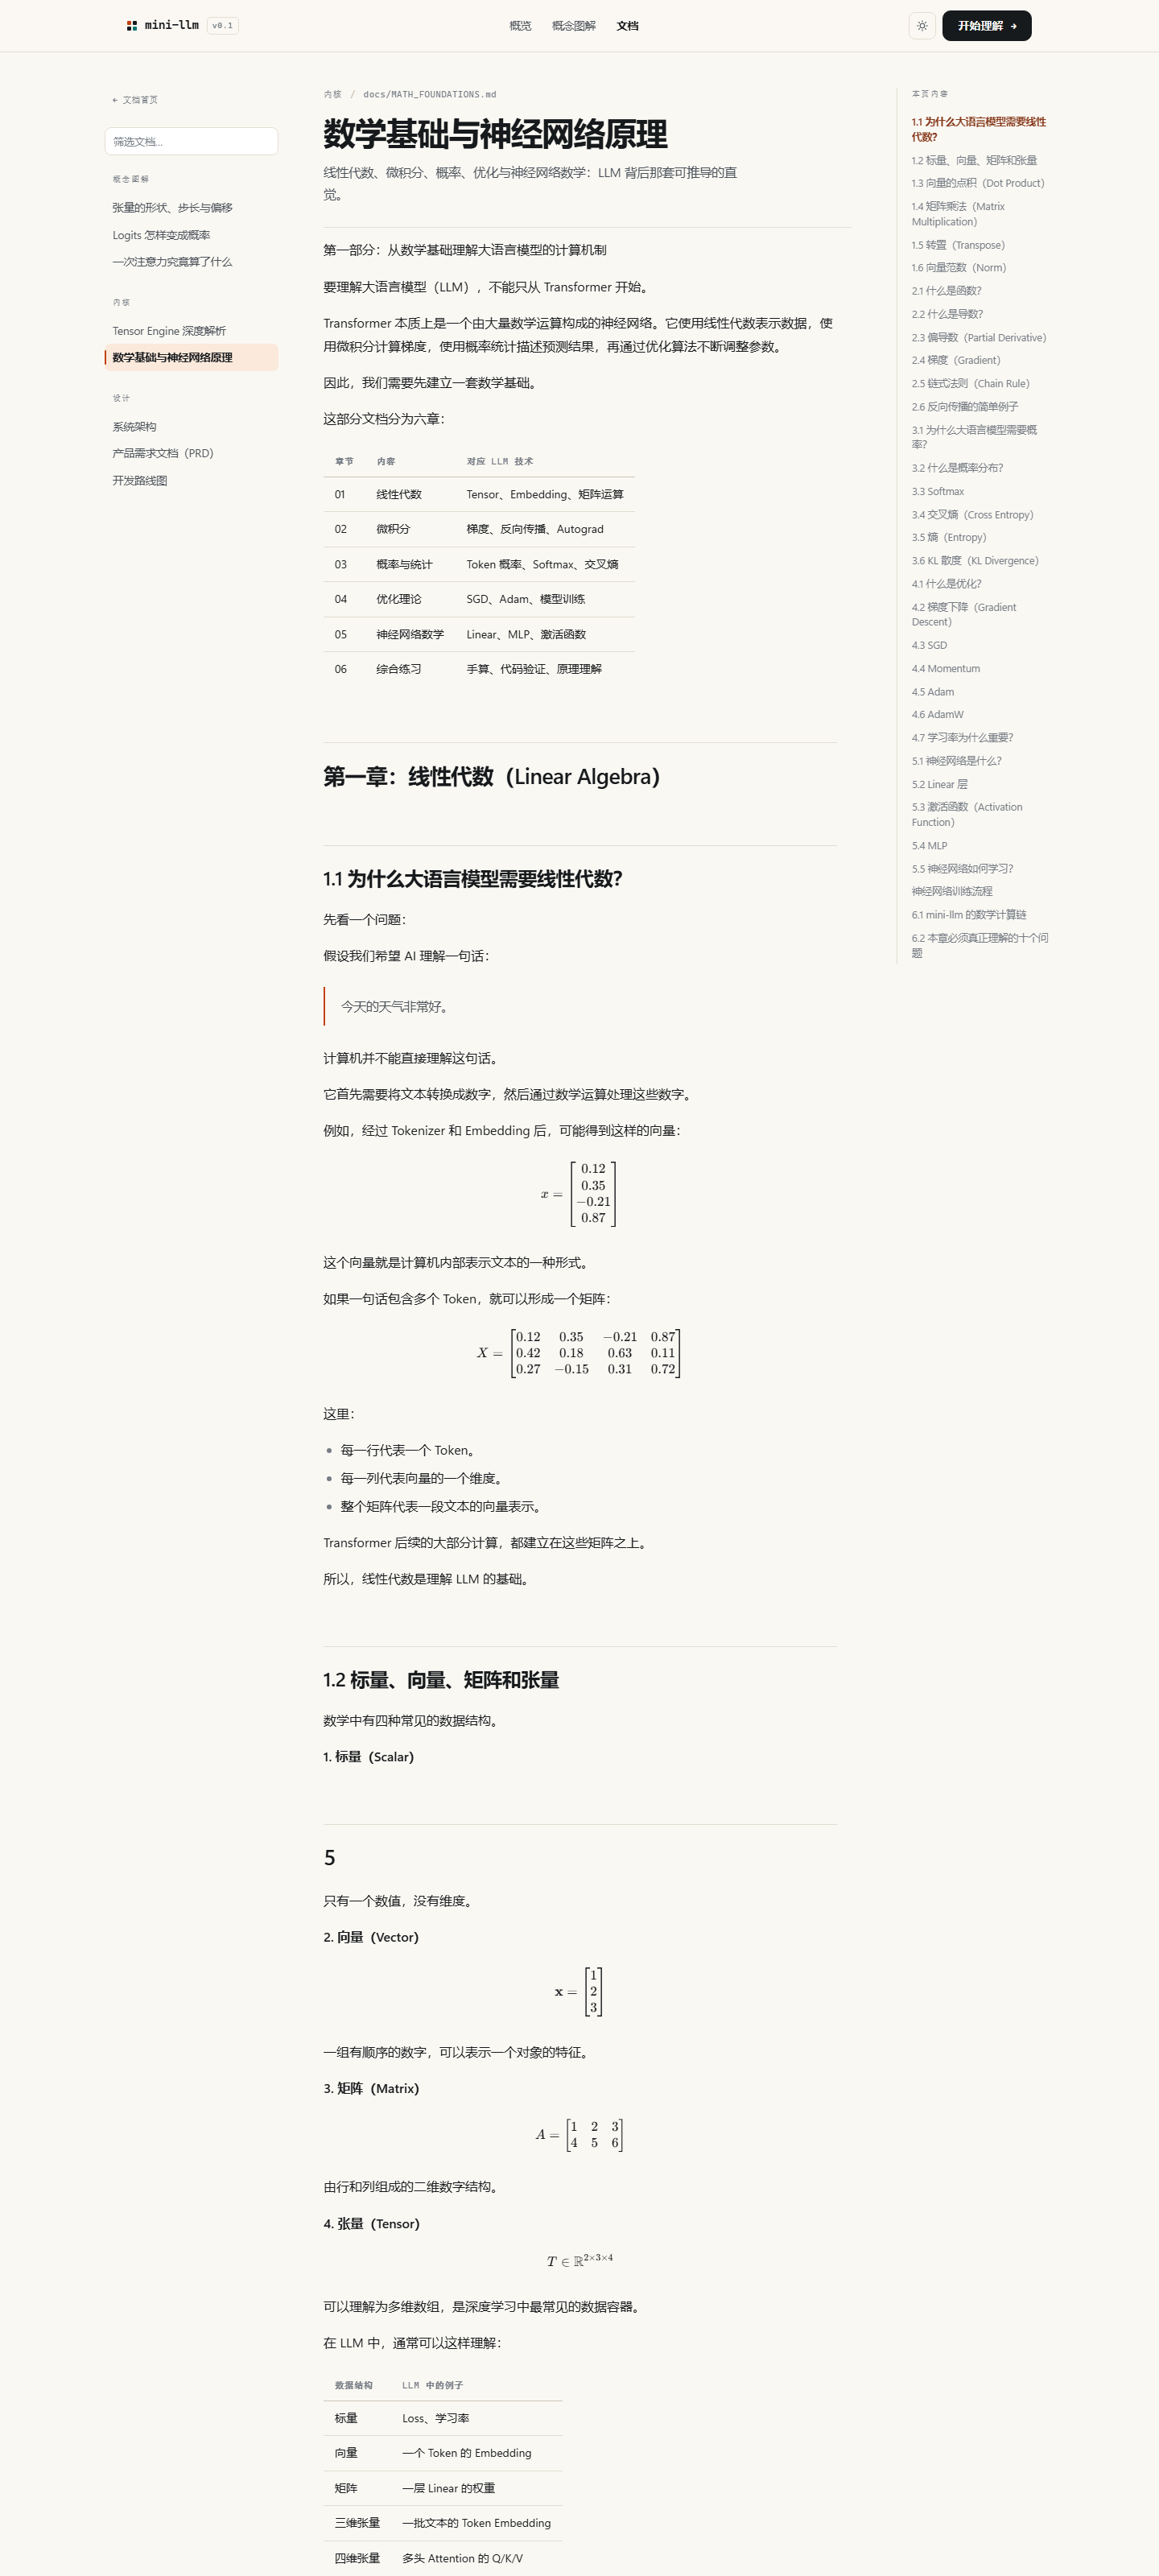 mini-llm v0.1
概览 概念图解 文档
开始理解 →
← 文档首页
筛选文档...
概念图解
张量的形状、步长与偏移
Logits 怎样变成概率
一次注意力究竟算了什么
内核
Tensor Engine 深度解析
数学基础与神经网络原理
设计
系统架构
产品需求文档（PRD）
开发路线图
内核 / docs/MATH_FOUNDATIONS.md
数学基础与神经网络原理
线性代数、微积分、概率、优化与神经网络数学：LLM 背后那套可推导的直
觉。
第一部分：从数学基础理解大语言模型的计算机制
要理解大语言模型（LLM），不能只从 Transformer 开始。
Transformer 本质上是一个由大量数学运算构成的神经网络。它使用线性代数表示数据，使
用微积分计算梯度，使用概率统计描述预测结果，再通过优化算法不断调整参数。
因此，我们需要先建立一套数学基础。
这部分文档分为六章：
章节 内容 对应 LLM 技术
01 线性代数 Tensor、Embedding、矩阵运算
02 微积分 梯度、反向传播、Autograd
03 概率与统计 Token 概率、Softmax、交叉熵
04 优化理论 SGD、Adam、模型训练
05 神经网络数学 Linear、MLP、激活函数
06 综合练习 手算、代码验证、原理理解
第一章：线性代数（Linear Algebra）
1.1 为什么大语言模型需要线性代数？
先看一个问题：
假设我们希望 AI 理解一句话：
今天的天气非常好。
计算机并不能直接理解这句话。
它首先需要将文本转换成数字，然后通过数学运算处理这些数字。
例如，经过 Tokenizer 和 Embedding 后，可能得到这样的向量：
x = [
0.12
0.35
−0.21
0.87
]
这个向量就是计算机内部表示文本的一种形式。
如果一句话包含多个 Token，就可以形成一个矩阵：
X = [
0.12 0.35 −0.21 0.87
0.42 0.18 0.63 0.11
0.27 −0.15 0.31 0.72
]
这里：
• 每一行代表一个 Token。
• 每一列代表向量的一个维度。
• 整个矩阵代表一段文本的向量表示。
Transformer 后续的大部分计算，都建立在这些矩阵之上。
所以，线性代数是理解 LLM 的基础。
1.2 标量、向量、矩阵和张量
数学中有四种常见的数据结构。
1. 标量（Scalar）
5
只有一个数值，没有维度。
2. 向量（Vector）
x = [
1
2
3
]
一组有顺序的数字，可以表示一个对象的特征。
3. 矩阵（Matrix）
A = [
1 2 3
4 5 6
]
由行和列组成的二维数字结构。
4. 张量（Tensor）
T ∈ ℝ^2×3×4
可以理解为多维数组，是深度学习中最常见的数据容器。
在 LLM 中，通常可以这样理解：
数据结构 LLM 中的例子
标量 Loss、学习率
向量 一个 Token 的 Embedding
矩阵 一层 Linear 的权重
三维张量 一批文本的 Token Embedding
四维张量 多头 Attention 的 Q/K/V
本页内容
1.1 为什么大语言模型需要线性
代数？
1.2 标量、向量、矩阵和张量
1.3 向量的点积（Dot Product）
1.4 矩阵乘法（Matrix
Multiplication）
1.5 转置（Transpose）
1.6 向量范数（Norm）
2.1 什么是函数？
2.2 什么是导数？
2.3 偏导数（Partial Derivative）
2.4 梯度（Gradient）
2.5 链式法则（Chain Rule）
2.6 反向传播的简单例子
3.1 为什么大语言模型需要概
率？
3.2 什么是概率分布？
3.3 Softmax
3.4 交叉熵（Cross Entropy）
3.5 熵（Entropy）
3.6 KL 散度（KL Divergence）
4.1 什么是优化？
4.2 梯度下降（Gradient
Descent）
4.3 SGD
4.4 Momentum
4.5 Adam
4.6 AdamW
4.7 学习率为什么重要？
5.1 神经网络是什么？
5.2 Linear 层
5.3 激活函数（Activation
Function）
5.4 MLP
5.5 神经网络如何学习？
神经网络训练流程
6.1 mini-llm 的数学计算链
6.2 本章必须真正理解的十个问
题